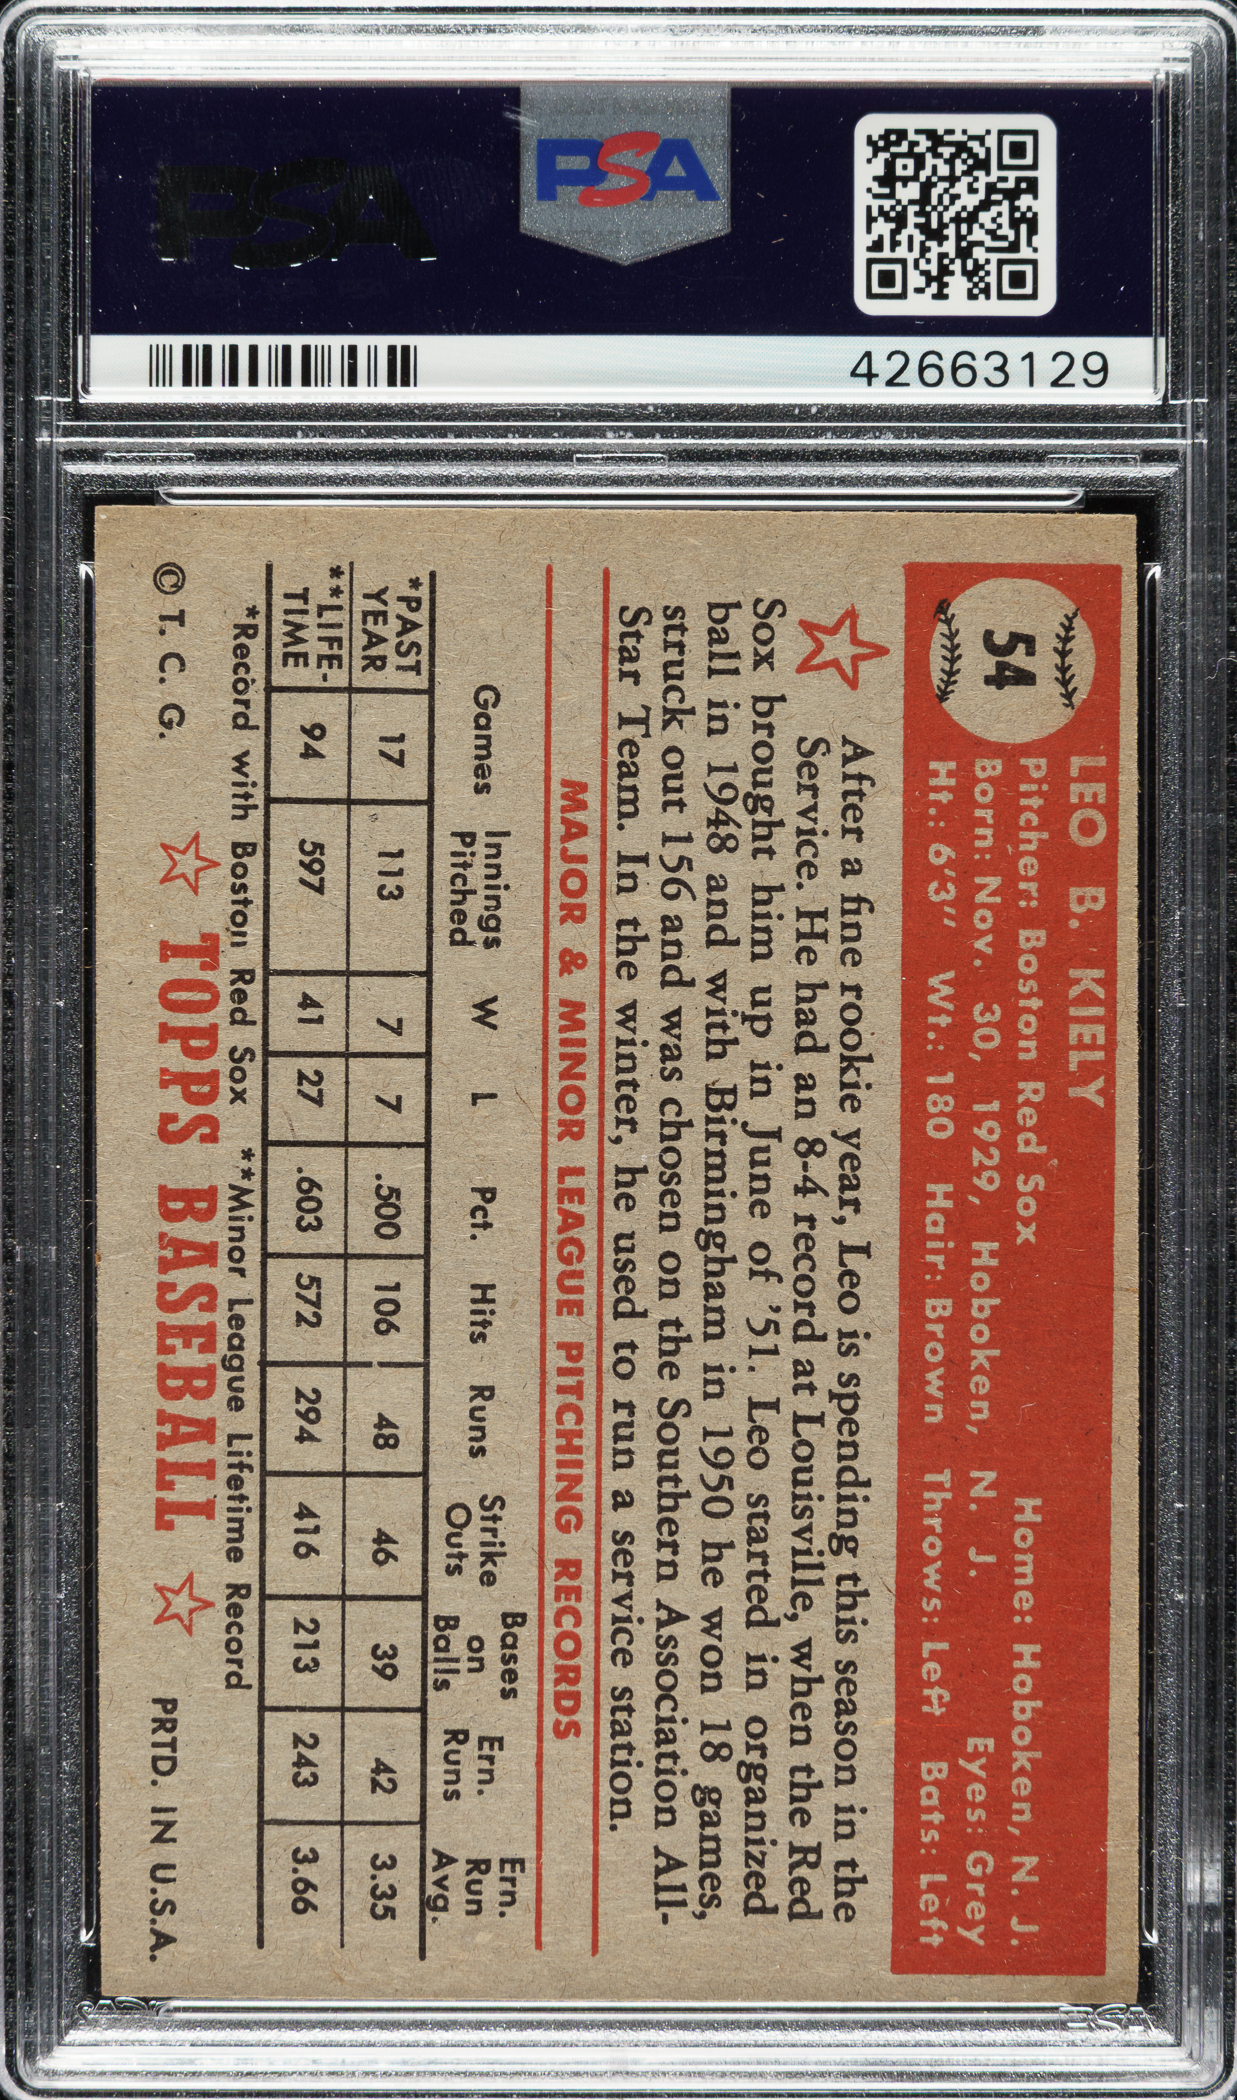 PSA
PSA
42663129
54
LEO B. KIELY
Pitcher: Boston Red Sox Home: Hoboken, N. J.
Born: Nov. 30, 1929, Hoboken, N. J. Eyes: Grey
Ht.: 6'3" Wt.: 180 Hair: Brown Throws: Left Bats: Left
After a fine rookie year, Leo is spending this season in the
Service. He had an 8-4 record at Louisville, when the Red
Sox brought him up in June of '51. Leo started in organized
ball in 1948 and with Birmingham in 1950 he won 18 games,
struck out 156 and was chosen on the Southern Association All-
Star Team. In the winter, he used to run a service station.
MAJOR & MINOR LEAGUE PITCHING RECORDS
Games Innings Pitched W L Pct. Hits Runs Strike Outs Bases on Balls Ern. Runs Ern. Run Avg.
*PAST YEAR 17 113 7 7 .500 106 48 46 39 42 3.35
**LIFE-TIME 94 597 41 27 .603 572 294 416 213 243 3.66
*Record with Boston Red Sox **Minor League Lifetime Record
© T. C. G. TOPPS BASEBALL PRTD. IN U.S.A.
PSA